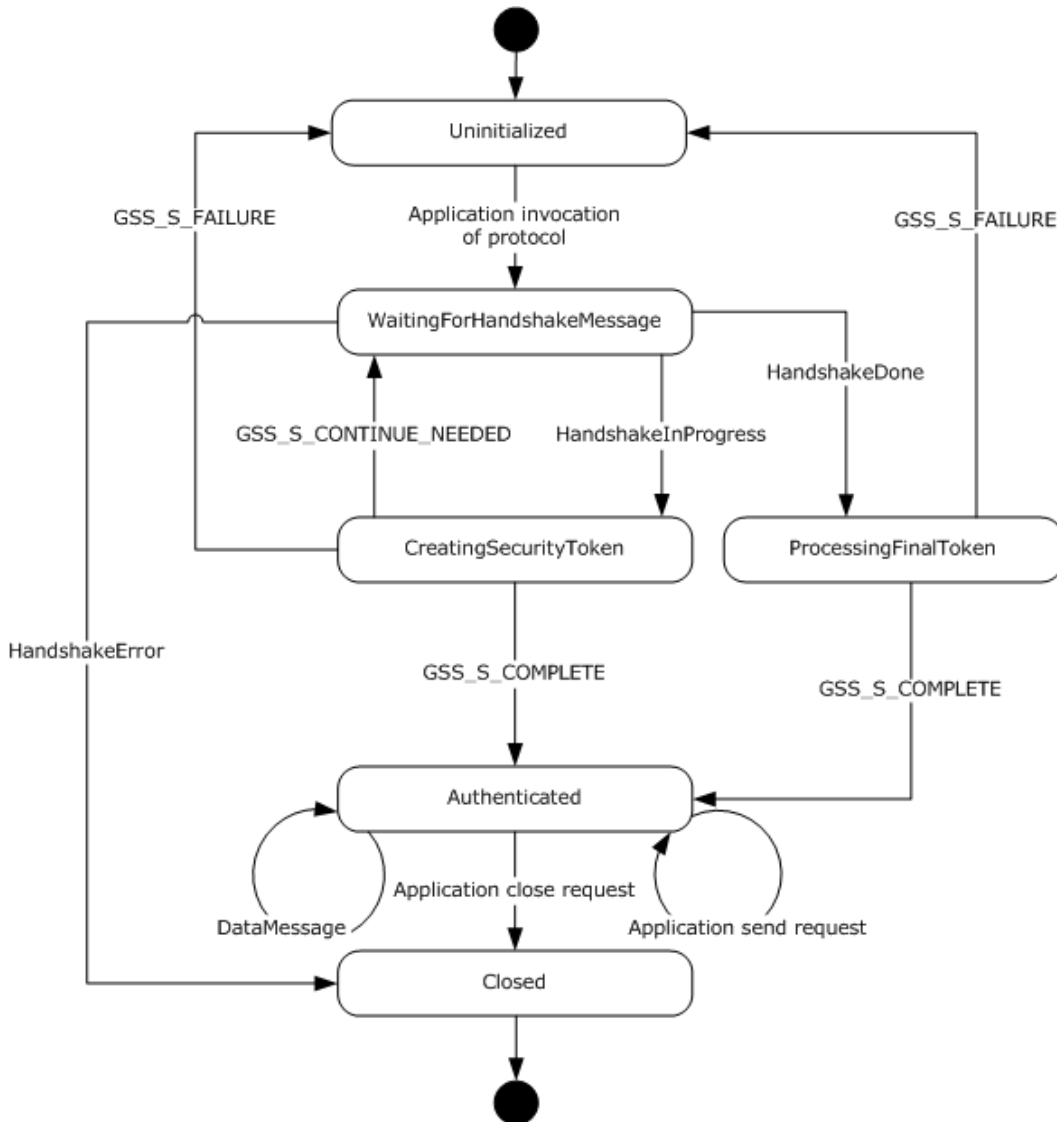 Uninitialized
GSS_S_FAILURE
Application invocation
of protocol
GSS_S_FAILURE
WaitingForHandshakeMessage
HandshakeDone
GSS_S_CONTINUE_NEEDED
HandshakeInProgress
CreatingSecurityToken
ProcessingFinalToken
HandshakeError
GSS_S_COMPLETE
GSS_S_COMPLETE
Authenticated
Application close request
DataMessage
Application send request
Closed